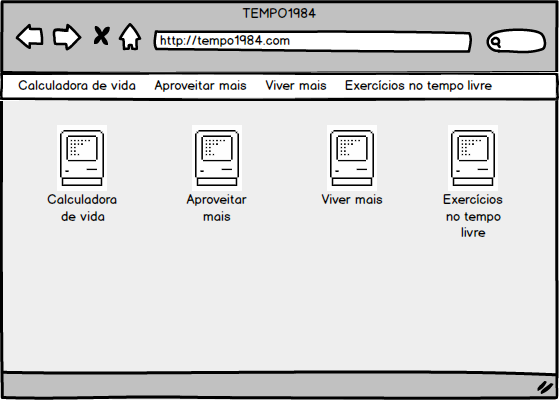 TEMPO1984
http://tempo1984.com
Calculadora de vida Aproveitar mais Viver mais Exercícios no tempo livre
Calculadora
de vida
Aproveitar
mais
Viver mais
Exercícios
no tempo
livre